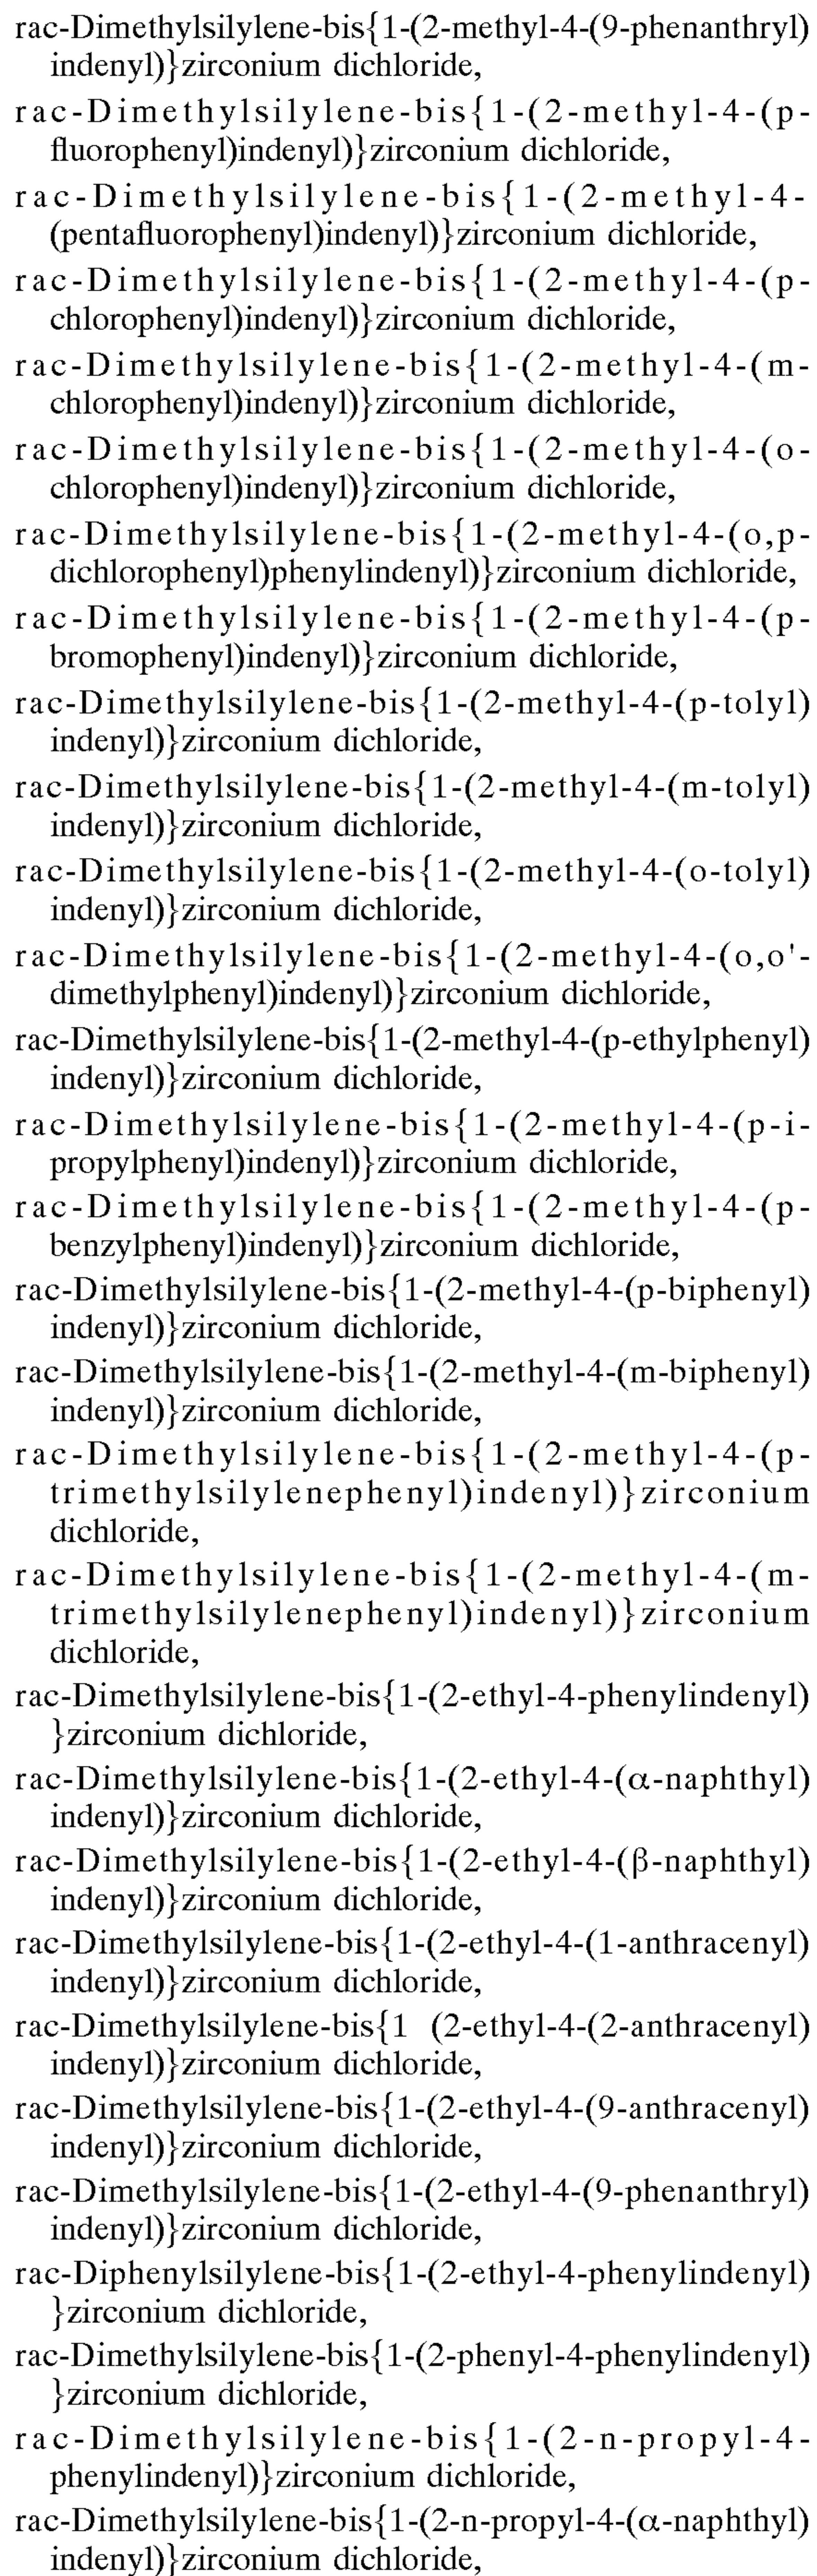 rac-Dimethylsilylene-bis{1-(2-methyl-4-(9-phenanthryl)
indenyl)}zirconium dichloride,
rac-Dimethylsilylene-bis{1-(2-methyl-4-(p-
fluorophenyl)indenyl)}zirconium dichloride,
rac-Dimethylsilylene-bis{1-(2-methyl-4-
(pentafluorophenyl)indenyl)}zirconium dichloride,
rac-Dimethylsilylene-bis{1-(2-methyl-4-(p-
chlorophenyl)indenyl)}zirconium dichloride,
rac-Dimethylsilylene-bis{1-(2-methyl-4-(m-
chlorophenyl)indenyl)}zirconium dichloride,
rac-Dimethylsilylene-bis{1-(2-methyl-4-(o-
chlorophenyl)indenyl)}zirconium dichloride,
rac-Dimethylsilylene-bis{1-(2-methyl-4-(o,p-
dichlorophenyl)phenylindenyl)}zirconium dichloride,
rac-Dimethylsilylene-bis{1-(2-methyl-4-(p-
bromophenyl)indenyl)}zirconium dichloride,
rac-Dimethylsilylene-bis{1-(2-methyl-4-(p-tolyl)
indenyl)}zirconium dichloride,
rac-Dimethylsilylene-bis{1-(2-methyl-4-(m-tolyl)
indenyl)}zirconium dichloride,
rac-Dimethylsilylene-bis{1-(2-methyl-4-(o-tolyl)
indenyl)}zirconium dichloride,
rac-Dimethylsilylene-bis{1-(2-methyl-4-(o,o'-
dimethylphenyl)indenyl)}zirconium dichloride,
rac-Dimethylsilylene-bis{1-(2-methyl-4-(p-ethylphenyl)
indenyl)}zirconium dichloride,
rac-Dimethylsilylene-bis{1-(2-methyl-4-(p-i-
propylphenyl)indenyl)}zirconium dichloride,
rac-Dimethylsilylene-bis{1-(2-methyl-4-(p-
benzylphenyl)indenyl)}zirconium dichloride,
rac-Dimethylsilylene-bis{1-(2-methyl-4-(p-biphenyl)
indenyl)}zirconium dichloride,
rac-Dimethylsilylene-bis{1-(2-methyl-4-(m-biphenyl)
indenyl)}zirconium dichloride,
rac-Dimethylsilylene-bis{1-(2-methyl-4-(p-
trimethylsilylenephenyl)indenyl)}zirconium
dichloride,
rac-Dimethylsilylene-bis{1-(2-methyl-4-(m-
trimethylsilylenephenyl)indenyl)}zirconium
dichloride,
rac-Dimethylsilylene-bis{1-(2-ethyl-4-phenylindenyl)
}zirconium dichloride,
rac-Dimethylsilylene-bis{1-(2-ethyl-4-(α-naphthyl)
indenyl)}zirconium dichloride,
rac-Dimethylsilylene-bis{1-(2-ethyl-4-(β-naphthyl)
indenyl)}zirconium dichloride,
rac-Dimethylsilylene-bis{1-(2-ethyl-4-(1-anthracenyl)
indenyl)}zirconium dichloride,
rac-Dimethylsilylene-bis{1 (2-ethyl-4-(2-anthracenyl)
indenyl)}zirconium dichloride,
rac-Dimethylsilylene-bis{1-(2-ethyl-4-(9-anthracenyl)
indenyl)}zirconium dichloride,
rac-Dimethylsilylene-bis{1-(2-ethyl-4-(9-phenanthryl)
indenyl)}zirconium dichloride,
rac-Diphenylsilylene-bis{1-(2-ethyl-4-phenylindenyl)
}zirconium dichloride,
rac-Dimethylsilylene-bis{1-(2-phenyl-4-phenylindenyl)
}zirconium dichloride,
rac-Dimethylsilylene-bis{1-(2-n-propyl-4-
phenylindenyl)}zirconium dichloride,
rac-Dimethylsilylene-bis{1-(2-n-propyl-4-(α-naphthyl)
indenyl)}zirconium dichloride,